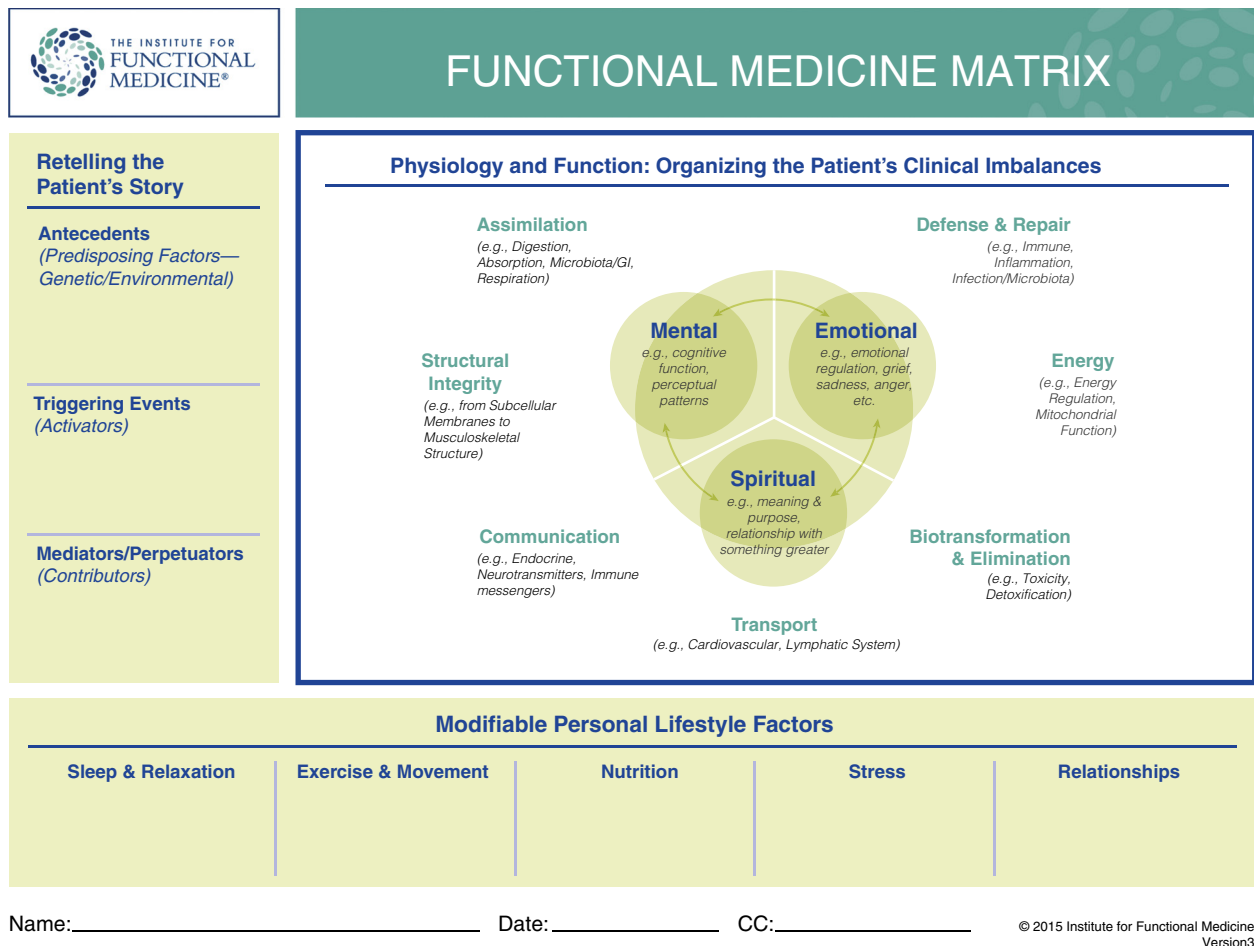 THE INSTITUTE FOR
FUNCTIONAL
MEDICINE®
FUNCTIONAL MEDICINE MATRIX
Retelling the
Patient's Story
Antecedents
(Predisposing Factors—
Genetic/Environmental)
Triggering Events
(Activators)
Mediators/Perpetuators
(Contributors)
Physiology and Function: Organizing the Patient's Clinical Imbalances
Assimilation
(e.g., Digestion,
Absorption, Microbiota/GI,
Respiration)
Defense & Repair
(e.g., Immune,
Inflammation,
Infection/Microbiota)
Mental
e.g., cognitive
function,
perceptual
patterns
Emotional
e.g., emotional
regulation, grief,
sadness, anger,
etc.
Structural
Integrity
(e.g., from Subcellular
Membranes to
Musculoskeletal
Structure)
Energy
(e.g., Energy
Regulation,
Mitochondrial
Function)
Spiritual
e.g., meaning &
purpose,
relationship with
something greater
Communication
(e.g., Endocrine,
Neurotransmitters, Immune
messengers)
Biotransformation
& Elimination
(e.g., Toxicity,
Detoxification)
Transport
(e.g., Cardiovascular, Lymphatic System)
Modifiable Personal Lifestyle Factors
Sleep & Relaxation
Exercise & Movement
Nutrition
Stress
Relationships
Name:
Date:
CC:
© 2015 Institute for Functional Medicine
Version3